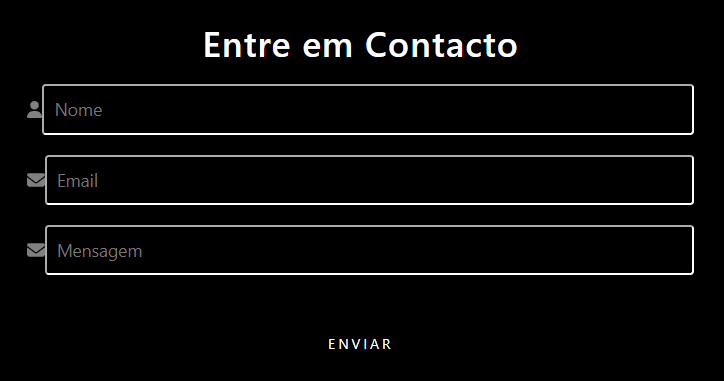 Entre em Contacto
Nome
Email
Mensagem
ENVIAR